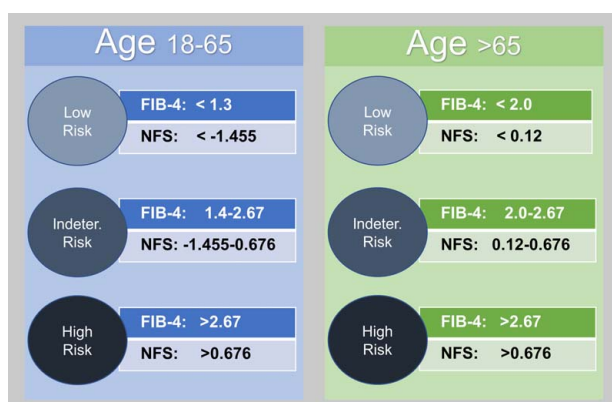 Age 18-65
Low
Risk
FIB-4: < 1.3
NFS: < -1.455
Indeter.
Risk
FIB-4: 1.4-2.67
NFS: -1.455-0.676
High
Risk
FIB-4: >2.67
NFS: >0.676
Age >65
Low
Risk
FIB-4: < 2.0
NFS: < 0.12
Indeter.
Risk
FIB-4: 2.0-2.67
NFS: 0.12-0.676
High
Risk
FIB-4: >2.67
NFS: >0.676